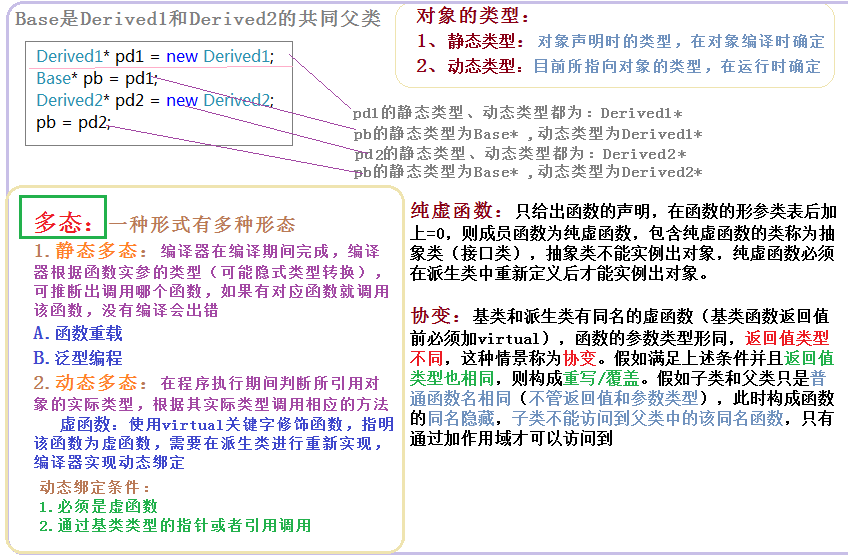 Base是Derived1和Derived2的共同父类
Derived1* pd1 = new Derived1;
Base* pb = pd1;
Derived2* pd2 = new Derived2;
pb = pd2;
对象的类型：
1、静态类型：对象声明时的类型，在对象编译时确定
2、动态类型：目前所指向对象的类型，在运行时确定
pd1的静态类型、动态类型都为：Derived1*
pb的静态类型为Base* ,动态类型为Derived1*
pd2的静态类型、动态类型都为：Derived2*
pb的静态类型为Base* ,动态类型为Derived2*
多态：一种形式有多种形态
1.静态多态：编译器在编译期间完成，编译
器根据函数实参的类型（可能隐式类型转换），
可推断出调用哪个函数，如果有对应函数就调用
该函数，没有编译会出错
A.函数重载
B.泛型编程
2.动态多态：在程序执行期间判断所引用对
象的实际类型，根据其实际类型调用相应的方法
虚函数：使用virtual关键字修饰函数，指明
该函数为虚函数，需要在派生类进行重新实现，
编译器实现动态绑定
动态绑定条件：
1.必须是虚函数
2.通过基类类型的指针或者引用调用
纯虚函数：只给出函数的声明，在函数的形参类表后加
上=0，则成员函数为纯虚函数，包含纯虚函数的类称为抽
象类（接口类），抽象类不能实例出对象，纯虚函数必须
在派生类中重新定义后才能实例出对象。
协变：基类和派生类有同名的虚函数（基类函数返回值
前必须加virtual），函数的参数类型形同，返回值类型
不同，这种情景称为协变。假如满足上述条件并且返回值
类型也相同，则构成重写/覆盖。假如子类和父类只是普
通函数名相同（不管返回值和参数类型），此时构成函数
的同名隐藏，子类不能访问到父类中的该同名函数，只有
通过加作用域才可以访问到